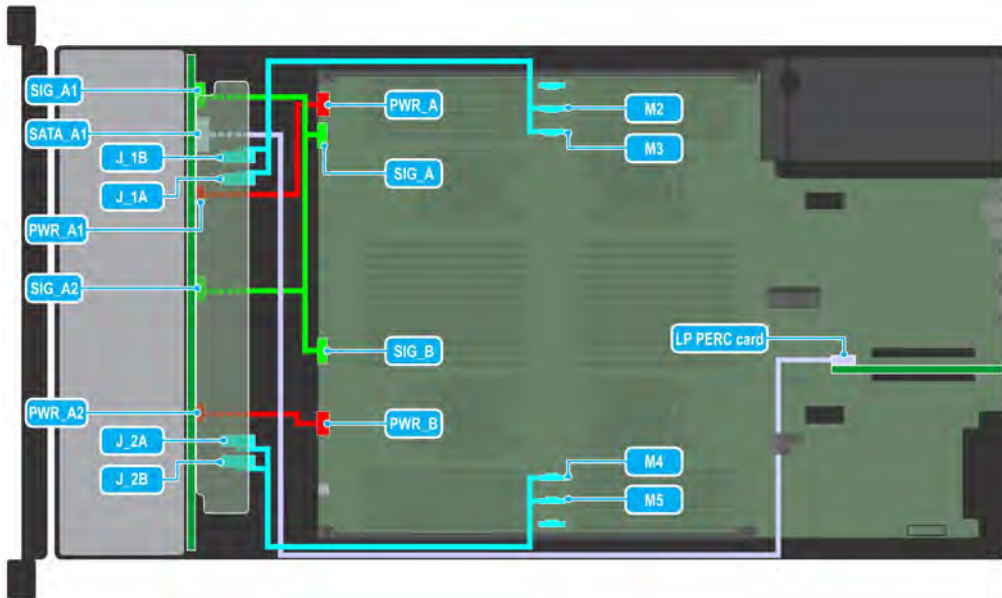 SIG_A1
SATA_A1
J_1B
J_1A
PWR_A1
SIG_A2
PWR_A2
J_2A
J_2B
PWR_A
SIG_A
SIG_B
PWR_B
M2
M3
LP PERC card
M4
M5